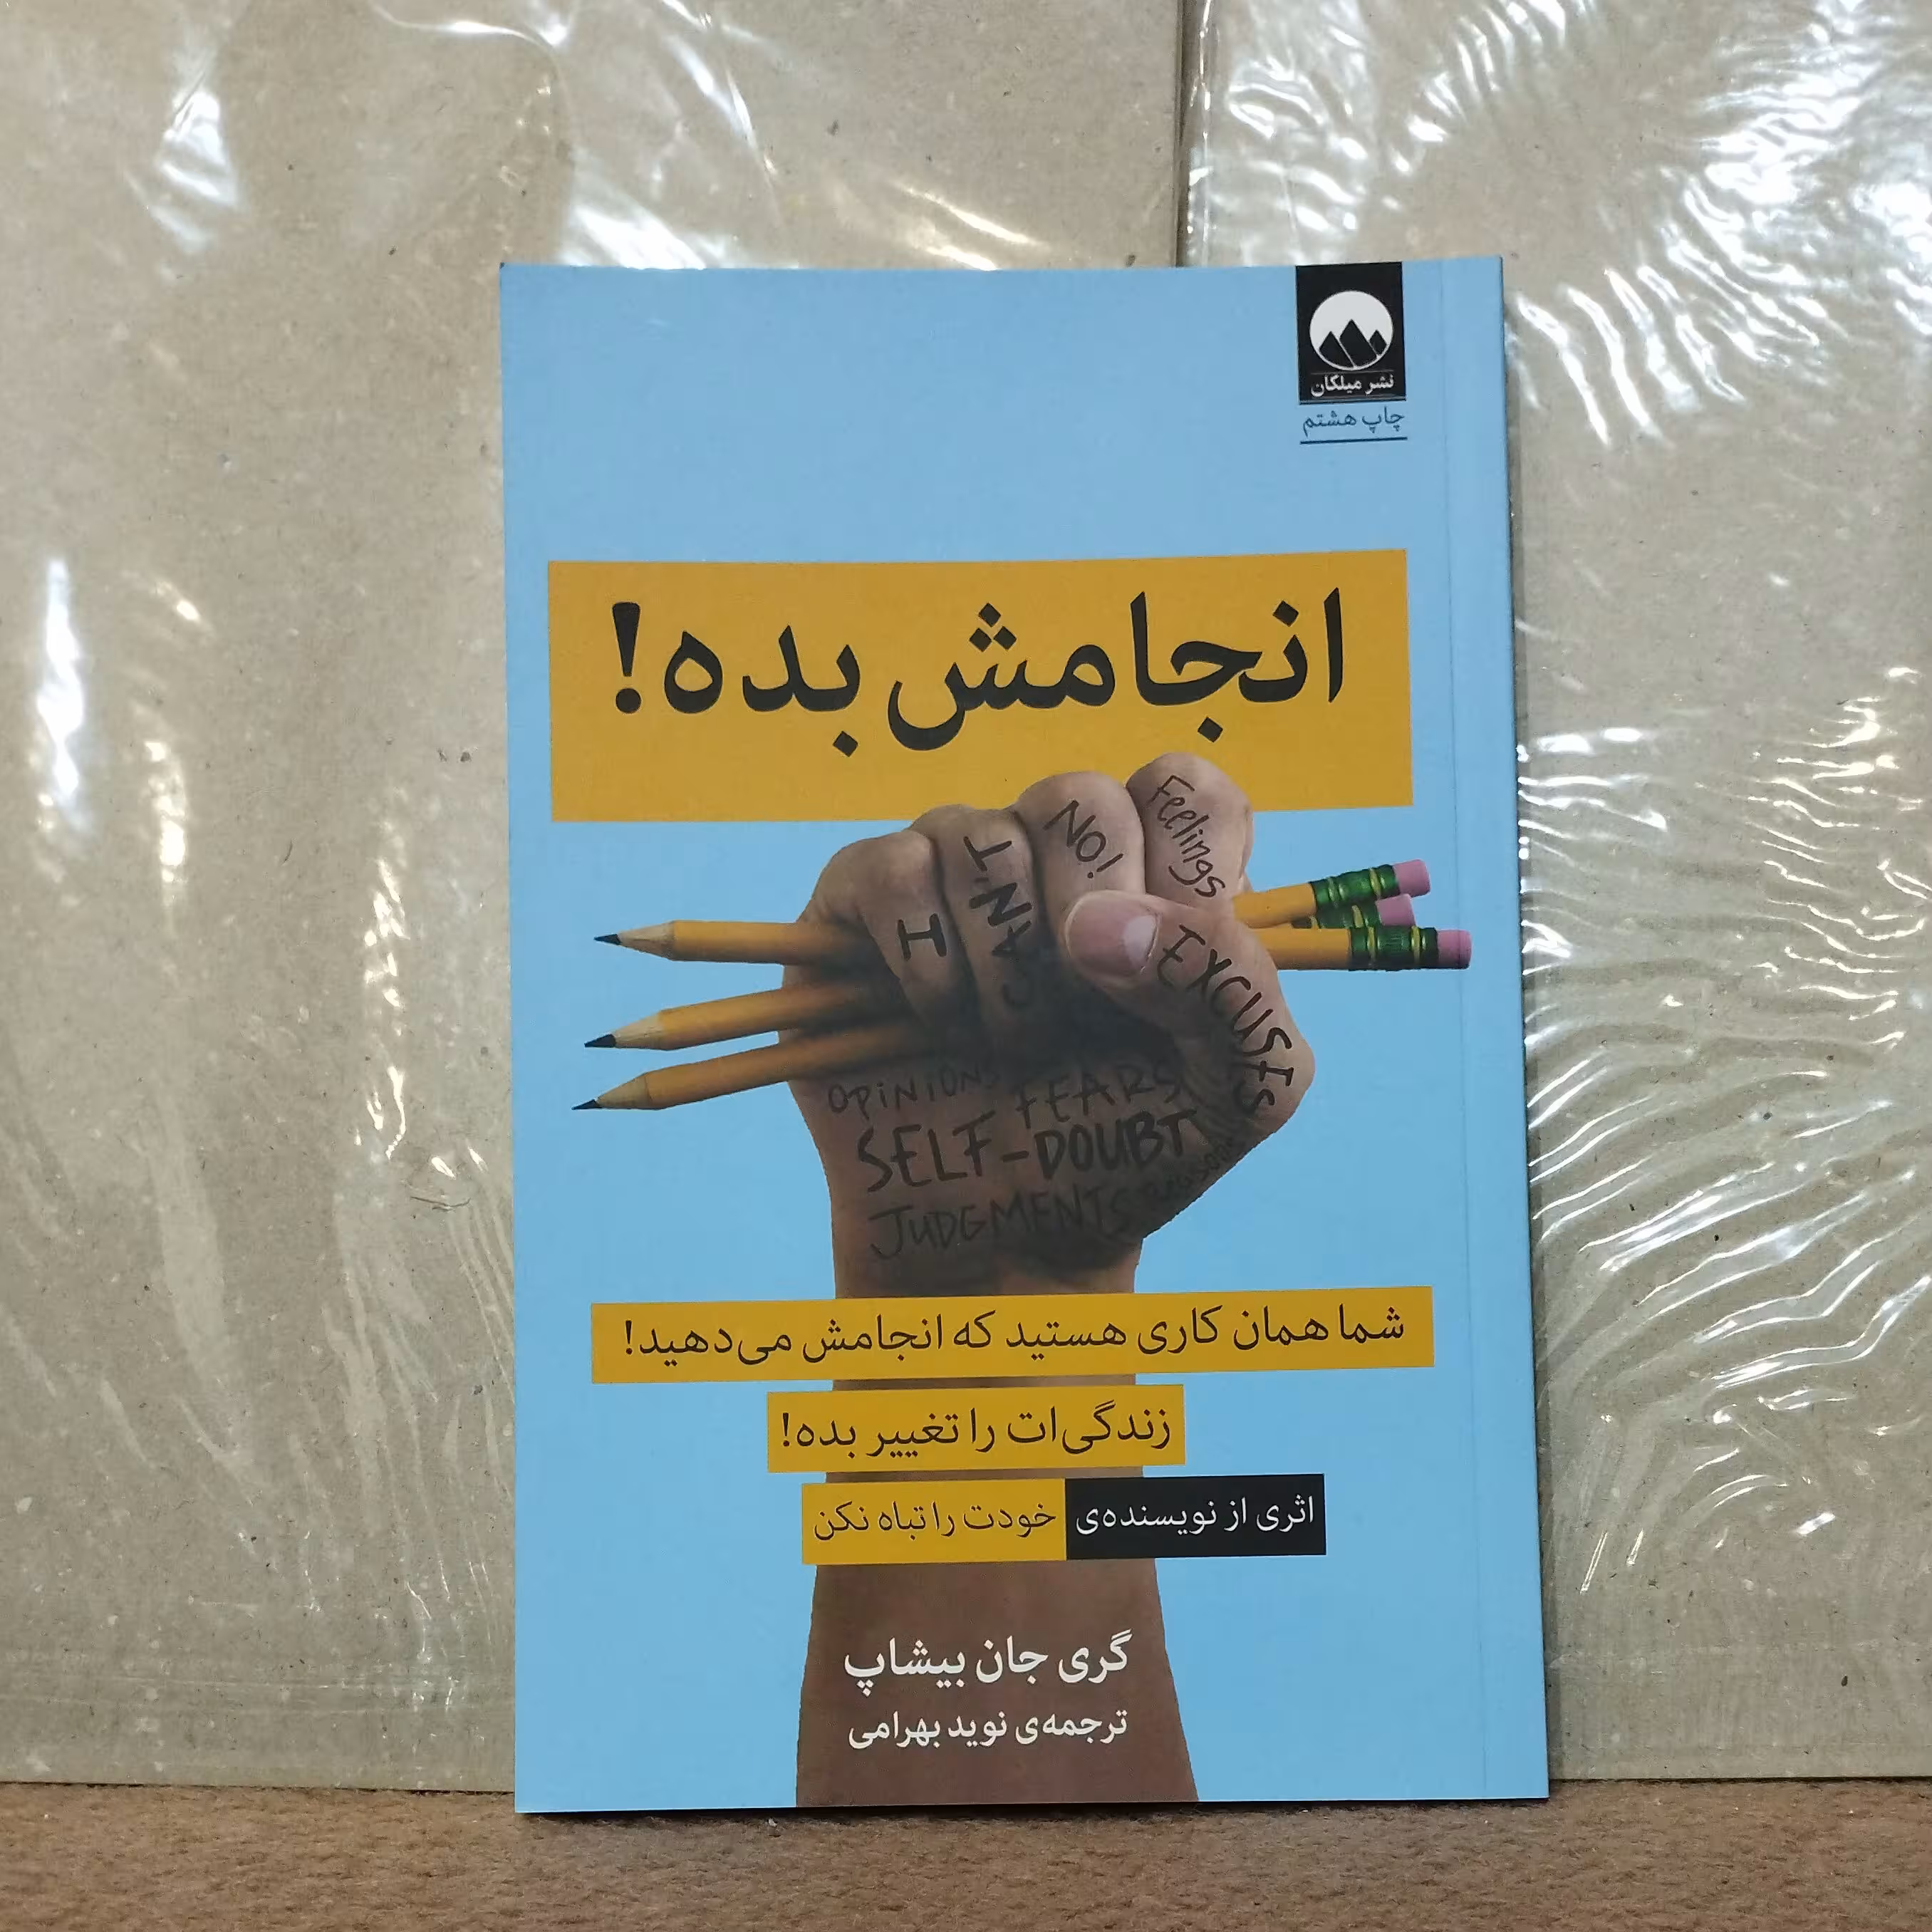 نشر میلکان
چاپ هشتم
انجامش بده!
I
CAN'T
NO!
Feelings
EXCUSES
OPINIONS
FEARS
SELF-DOUBT
JUDGMENTS
شما همان کاری هستید که انجامش می‌دهید!
زندگی‌ات را تغییر بده!
اثری از نویسنده‌ی خودت را تباه نکن
گری جان بیشاپ
ترجمه‌ی نوید بهرامی